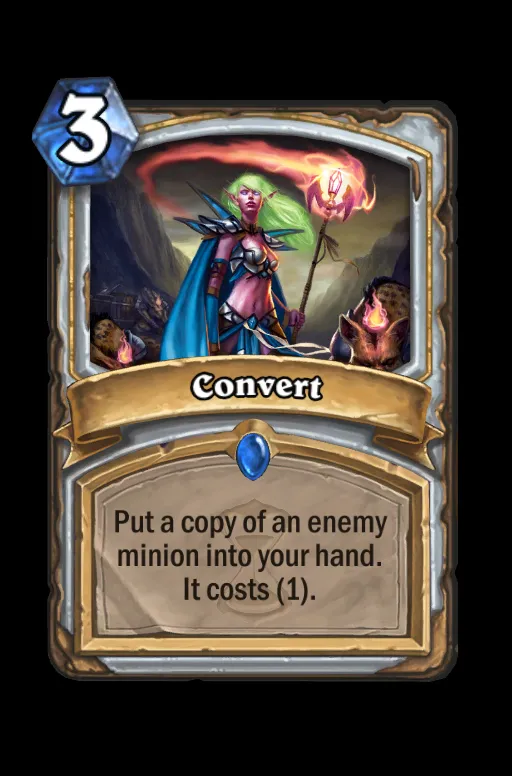 3
Convert
Put a copy of an enemy
minion into your hand.
It costs (1).